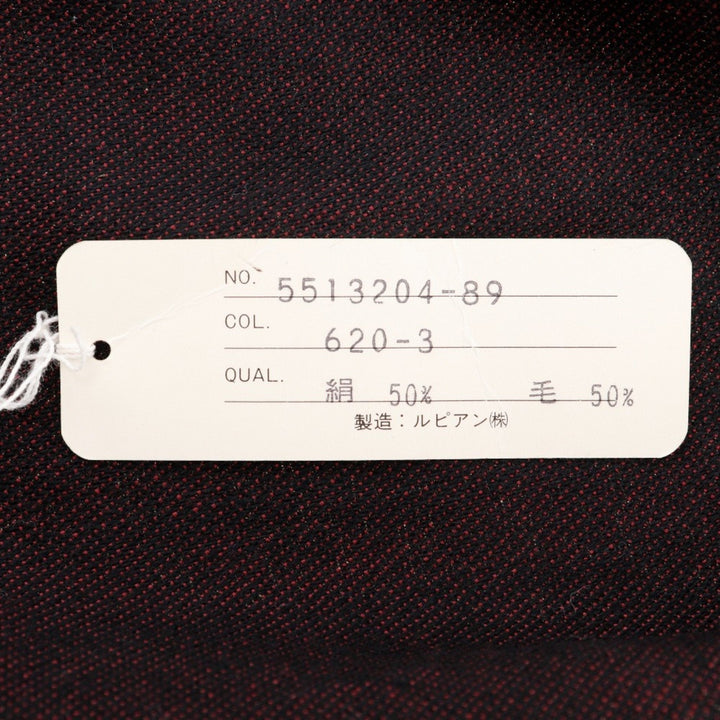 NO. 5513204-89
COL. 620-3
QUAL. 絹 50% 毛 50%
製造：ルピアン㈱